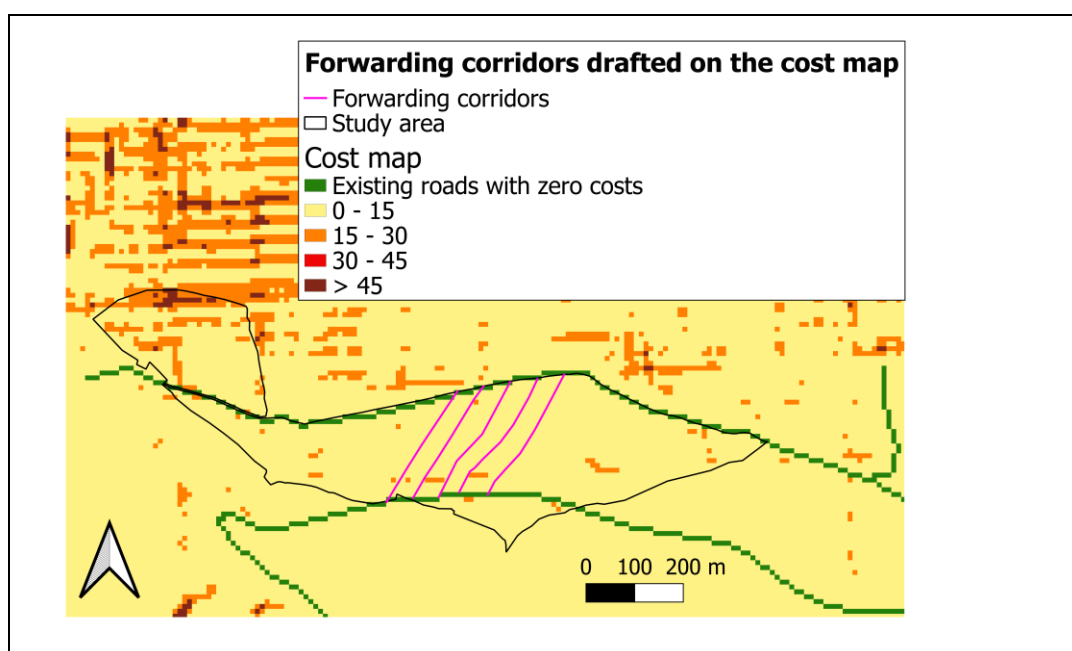 Forwarding corridors drafted on the cost map
Forwarding corridors
Study area
Cost map
Existing roads with zero costs
0 - 15
15 - 30
30 - 45
> 45
0 100 200 m